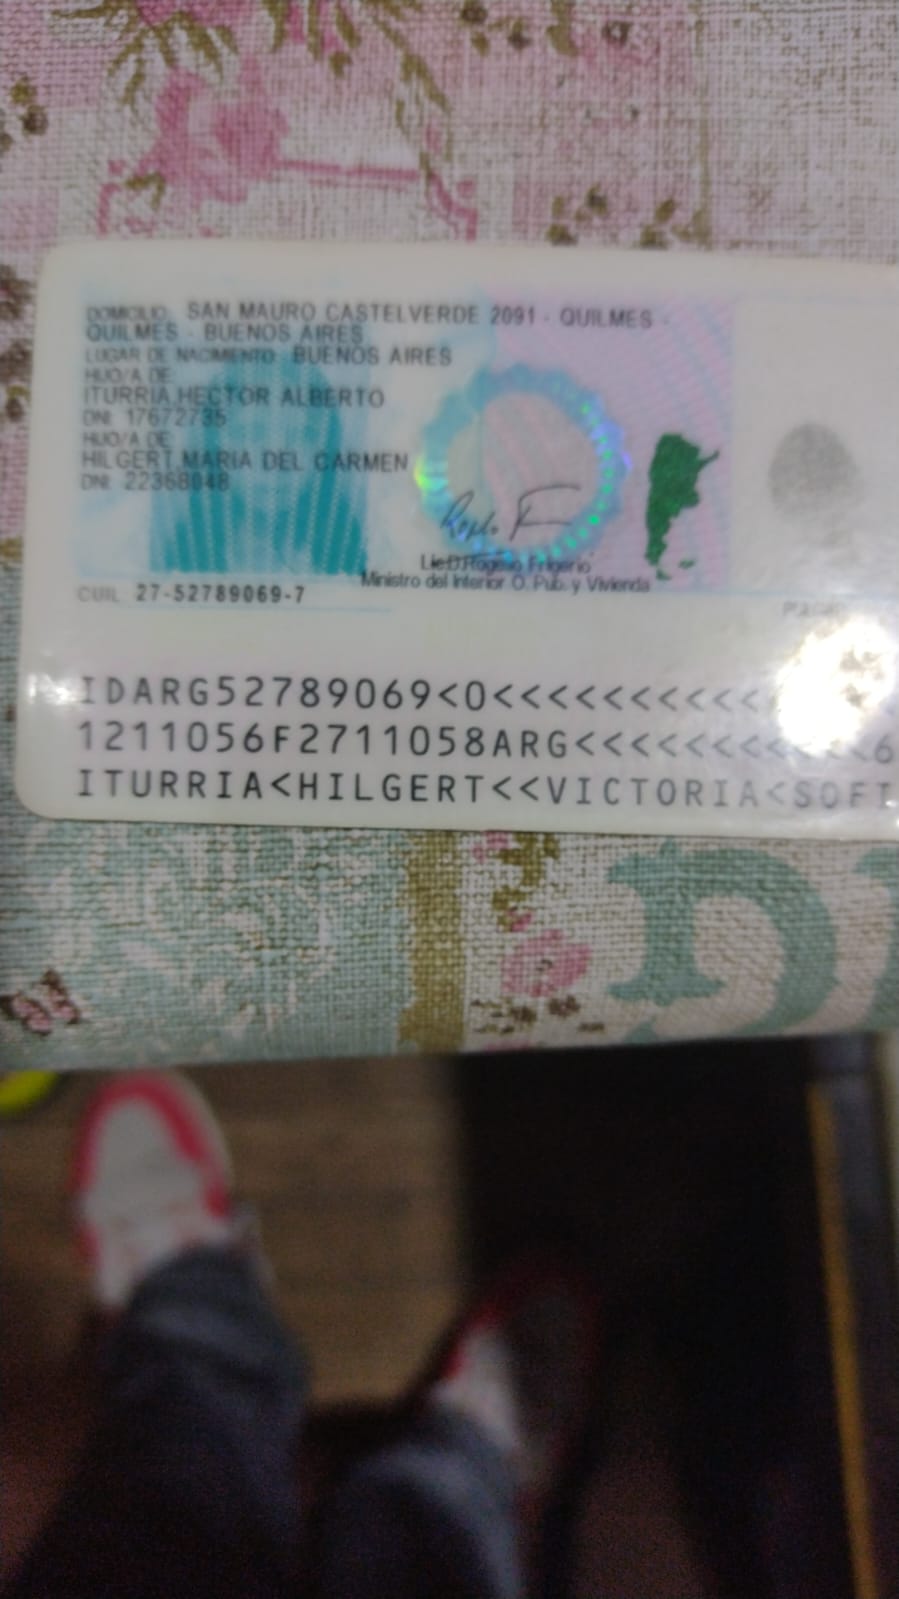 DOMICILIO: SAN MAURO CASTELVERDE 2091 - QUILMES -
QUILMES - BUENOS AIRES
LUGAR DE NACIMIENTO: BUENOS AIRES
HIJO/A DE:
ITURRIA HECTOR ALBERTO
DNI: 17672735
HIJO/A DE:
HILGERT MARIA DEL CARMEN
DNI: 22368048
Lic.D.Rogelio Frigerio
Ministro del Interior O. Pub. y Vivienda
CUIL: 27-52789069-7
IDARG52789069<0<<<<<<<<<<
1211056F2711058ARG<<<<<<<<<<<6
ITURRIA<HILGERT<<VICTORIA<SOFI